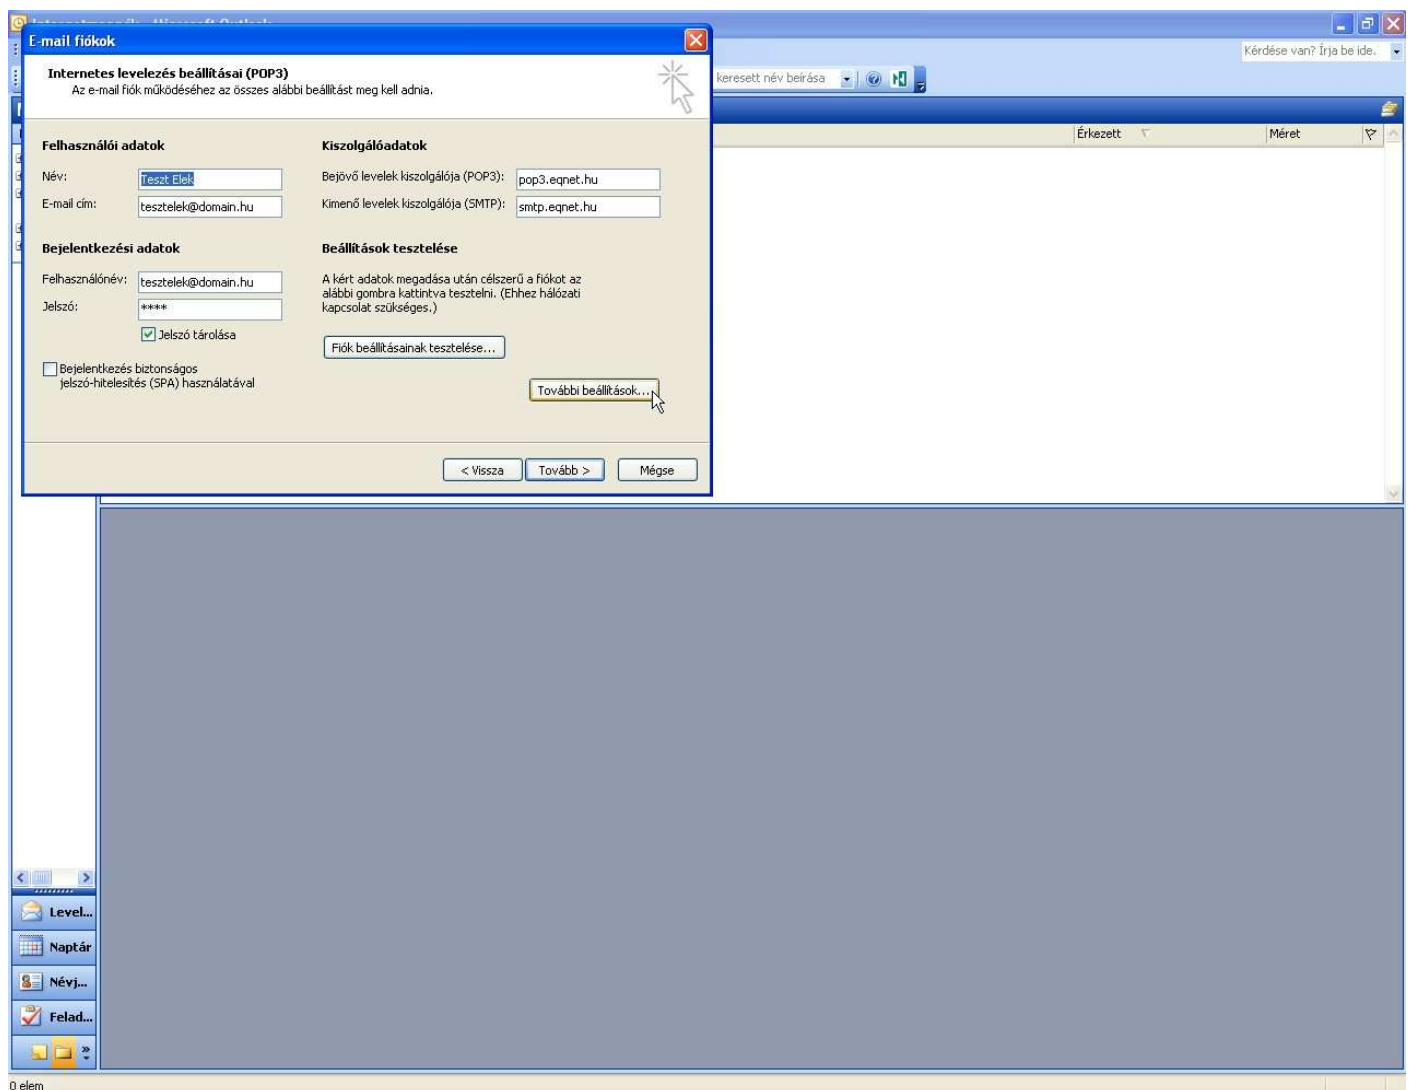 E-mail fiókok
Kérdése van? Írja be ide.
Internetes levelezés beállításai (POP3)
Az e-mail fiók működéséhez az összes alábbi beállítást meg kell adnia.
keresett név beírása
Érkezett
Méret
Felhasználói adatok
Kiszolgálóadatok
Név:
Teszt Elek
Bejövő levelek kiszolgálója (POP3):
pop3.eqnet.hu
E-mail cím:
tesztelek@domain.hu
Kimenő levelek kiszolgálója (SMTP):
smtp.eqnet.hu
Bejelentkezési adatok
Beállítások tesztelése
Felhasználónév:
tesztelek@domain.hu
A kért adatok megadása után célszerű a fiókot az
alábbi gombra kattintva tesztelni. (Ehhez hálózati
kapcsolat szükséges.)
Jelszó:
****
Jelszó tárolása
Fiók beállításainak tesztelése...
Bejelentkezés biztonságos
jelszó-hitelesítés (SPA) használatával
További beállítások...
< Vissza
Tovább >
Mégse
Level...
Naptár
Névj...
Felad...
0 elem